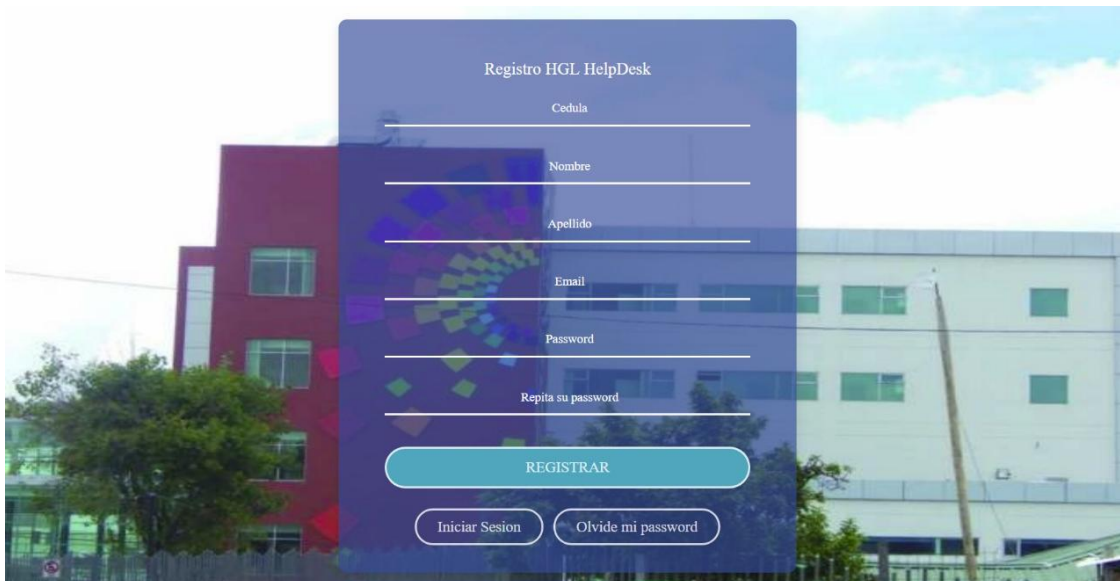 Registro HGL HelpDesk
Cedula
Nombre
Apellido
Email
Password
Repita su password
REGISTRAR
Iniciar Sesion Olvide mi password